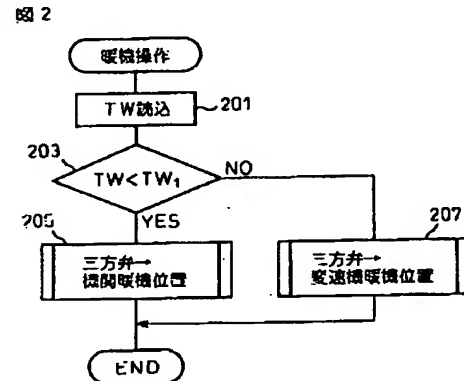 図2
暖機操作
TW読込
201
203
TW<TW₁
NO
YES
205
207
三方弁→
機関暖機位置
三方弁→
変速機暖機位置
END